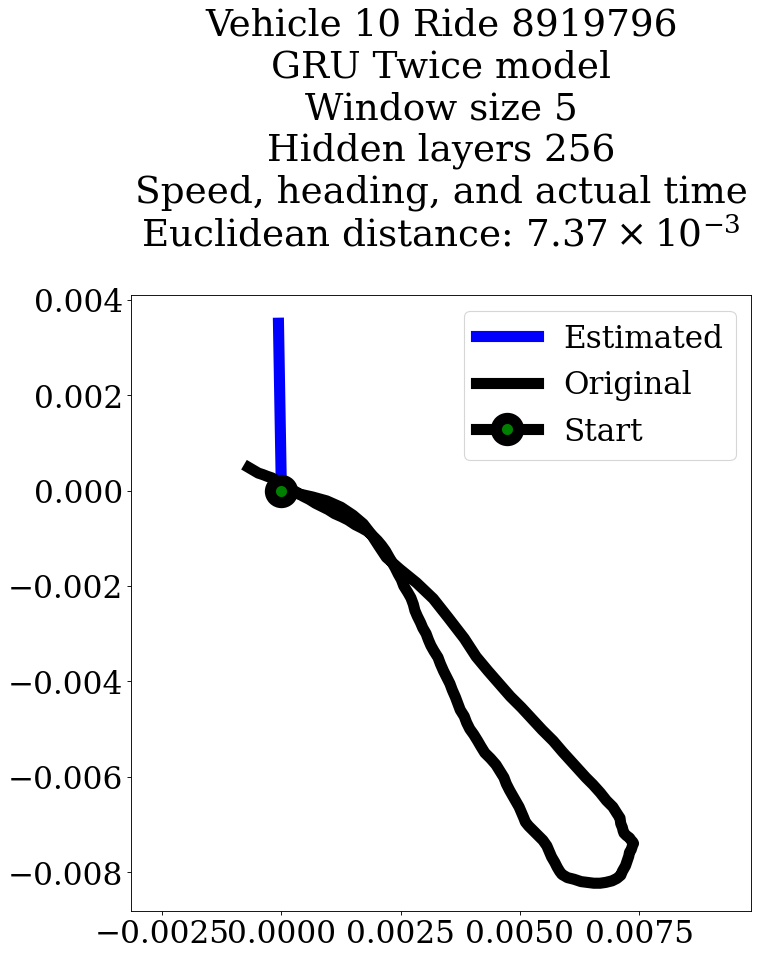 Vehicle 10 Ride 8919796
GRU Twice model
Window size 5
Hidden layers 256
Speed, heading, and actual time
Euclidean distance: 7.37 × 10⁻³
0.004
0.002
0.000
−0.002
−0.004
−0.006
−0.008
Estimated
Original
Start
−0.0025 0.0000 0.0025 0.0050 0.0075